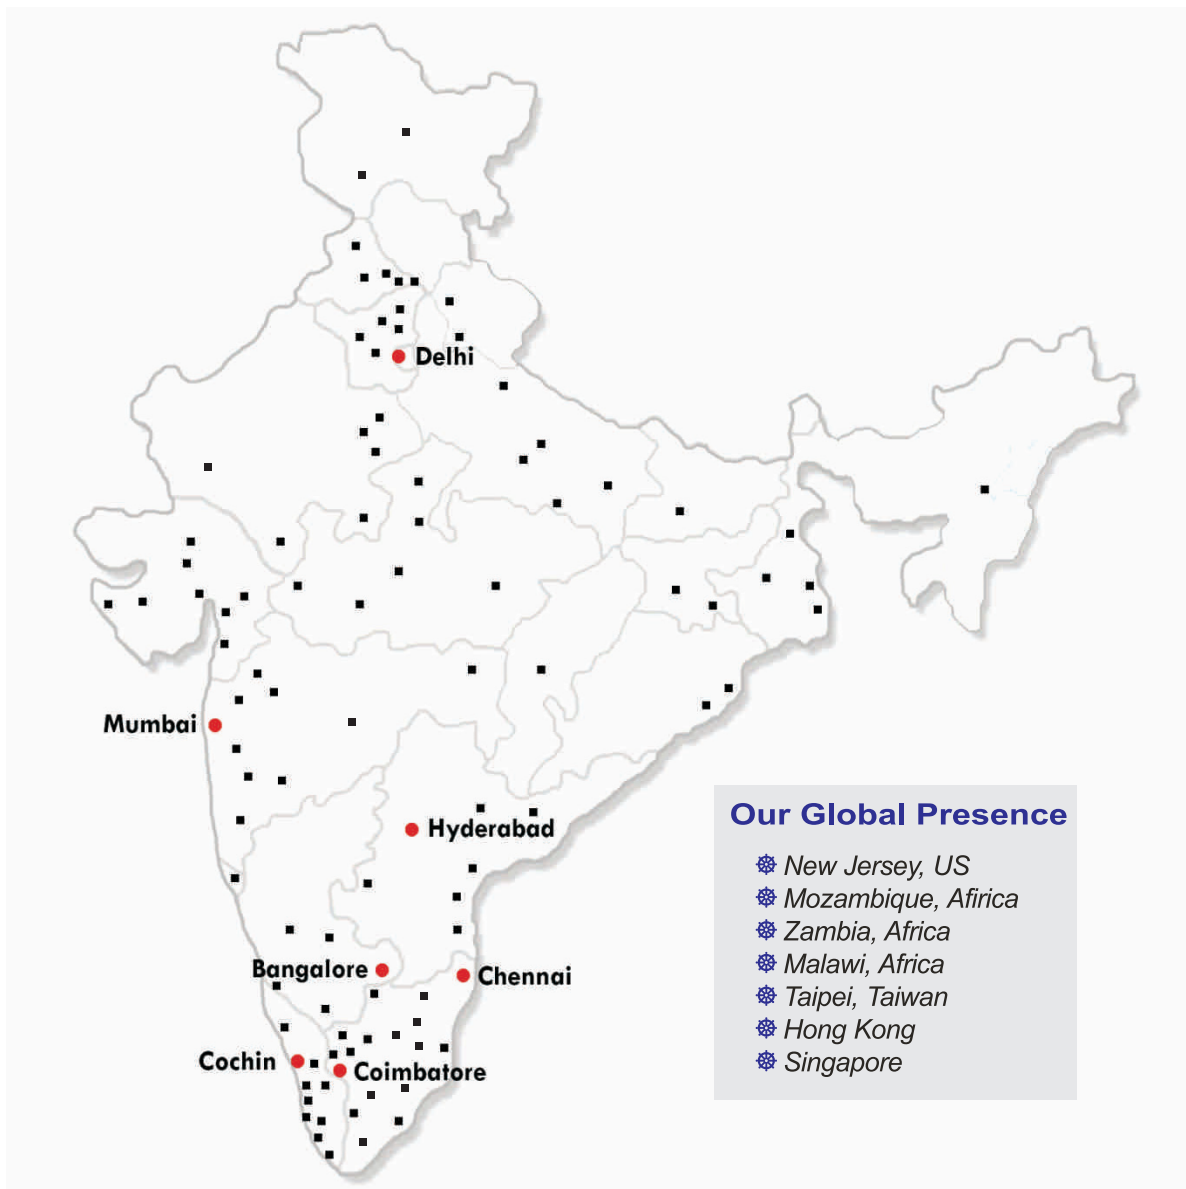 Delhi
Mumbai
Hyderabad
Bangalore
Chennai
Cochin
Coimbatore
Our Global Presence
New Jersey, US
Mozambique, Afirica
Zambia, Africa
Malawi, Africa
Taipei, Taiwan
Hong Kong
Singapore